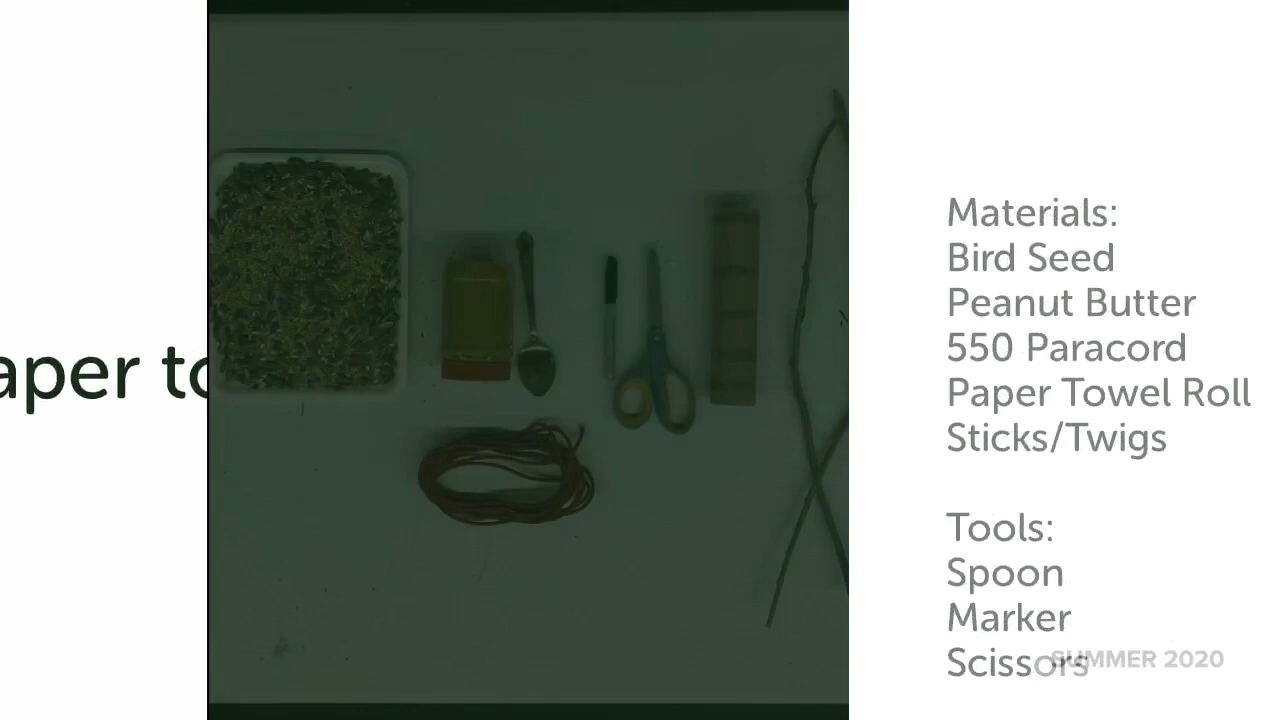 aper to
Materials:
Bird Seed
Peanut Butter
550 Paracord
Paper Towel Roll
Sticks/Twigs
Tools:
Spoon
Marker
Scissors
SUMMER 2020